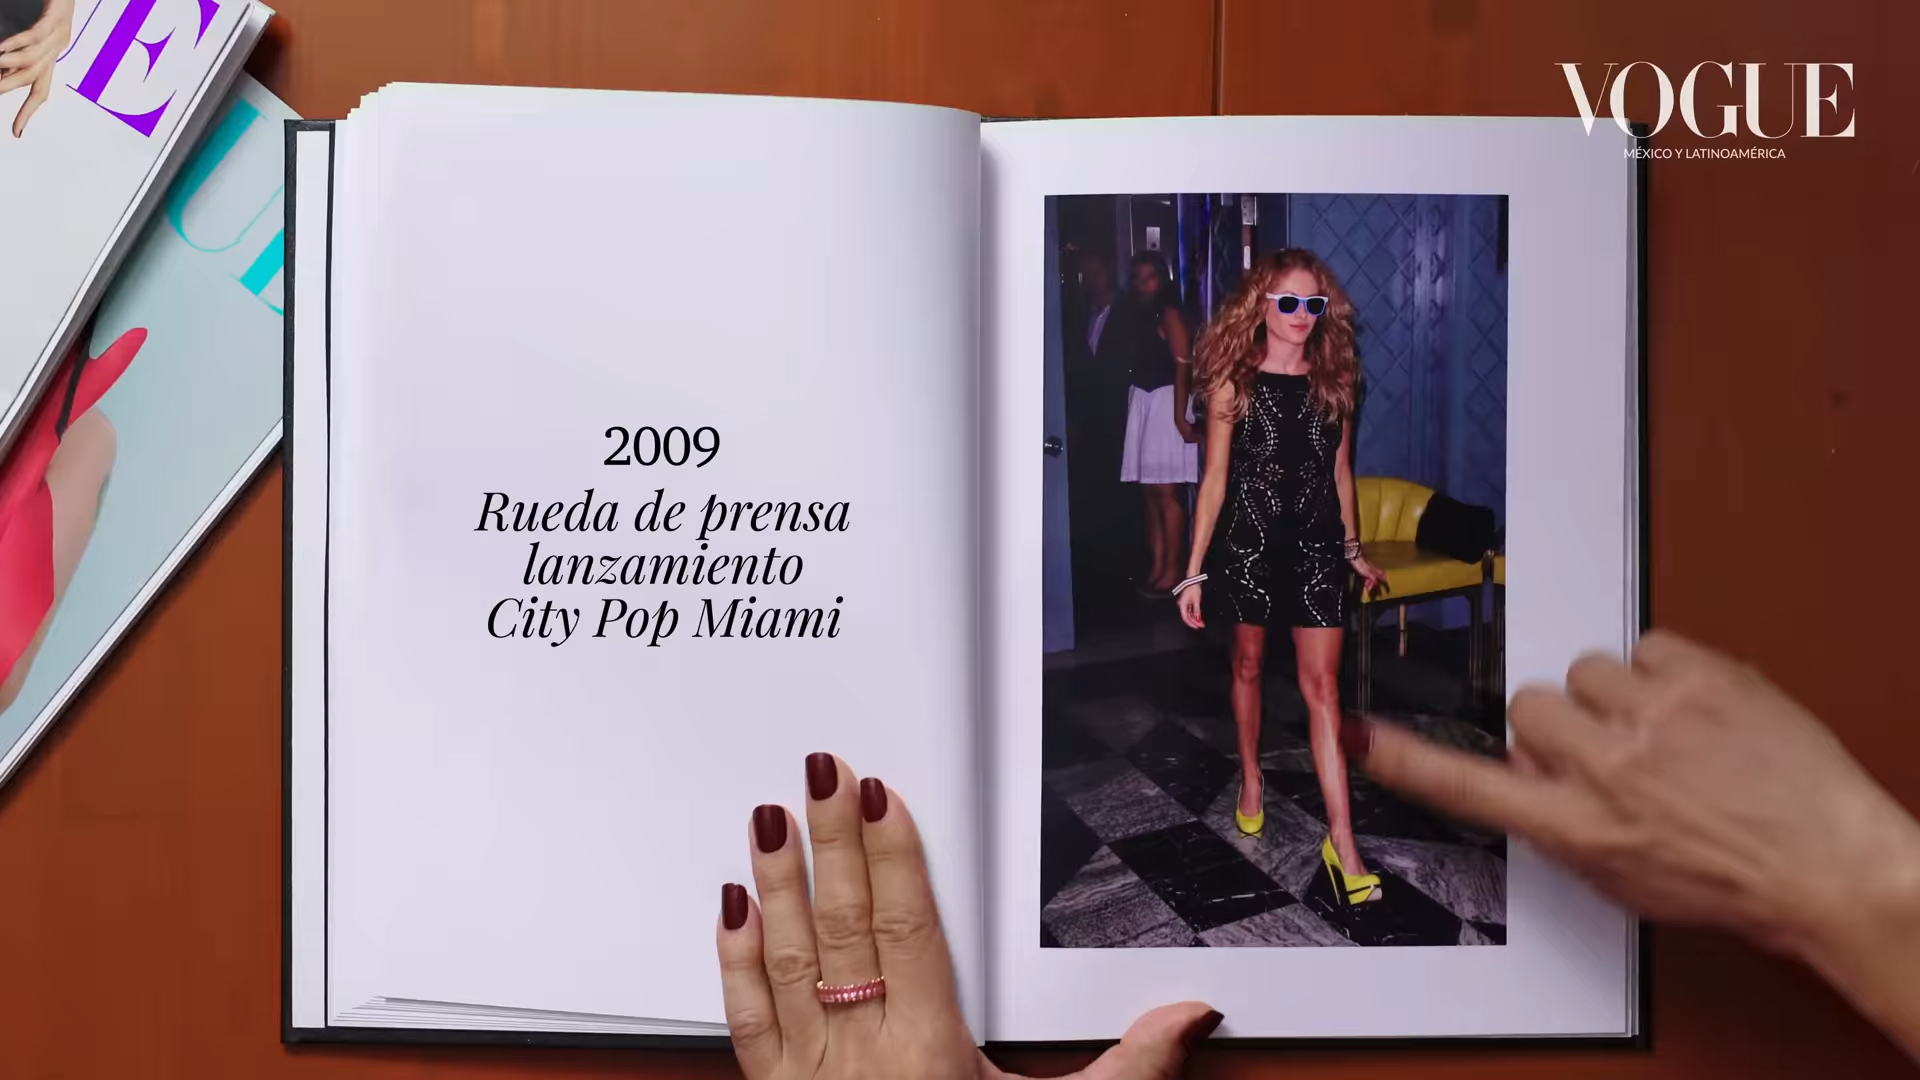 VOGUE
MÉXICO Y LATINOAMÉRICA
2009
Rueda de prensa
lanzamiento
City Pop Miami